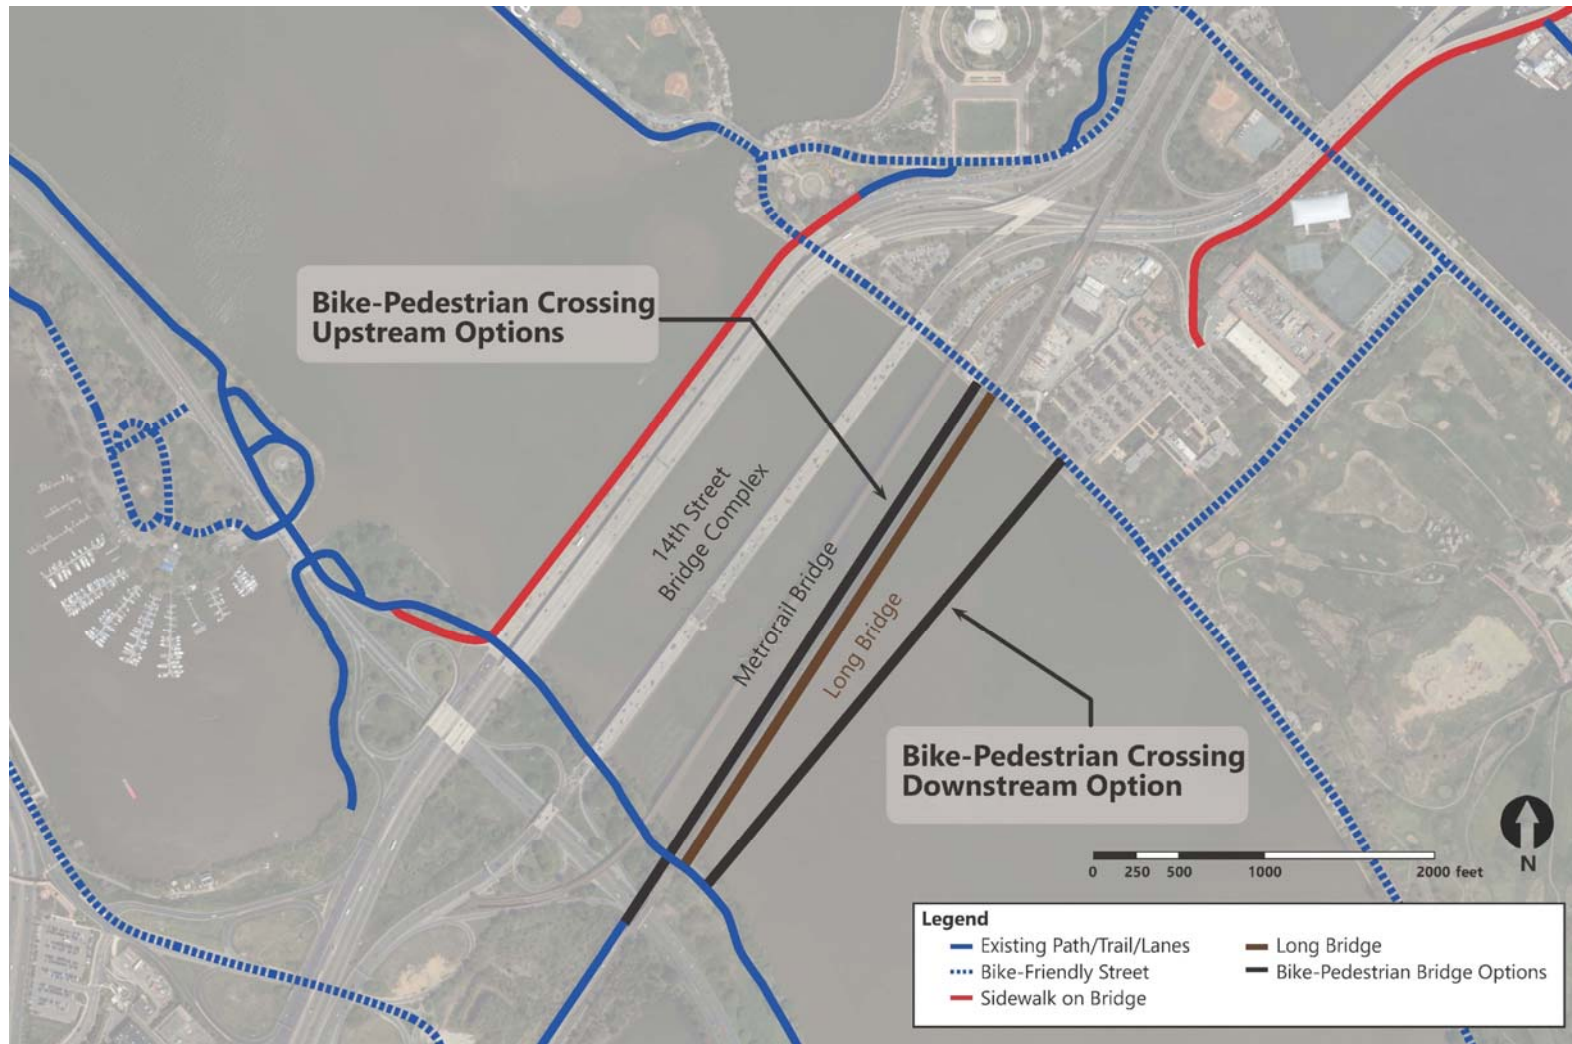 Bike-Pedestrian Crossing
Upstream Options
14th Street
Bridge Complex
Metrorail Bridge
Long Bridge
Bike-Pedestrian Crossing
Downstream Option
N
0 250 500 1000 2000 feet
Legend
Existing Path/Trail/Lanes
Bike-Friendly Street
Sidewalk on Bridge
Long Bridge
Bike-Pedestrian Bridge Options